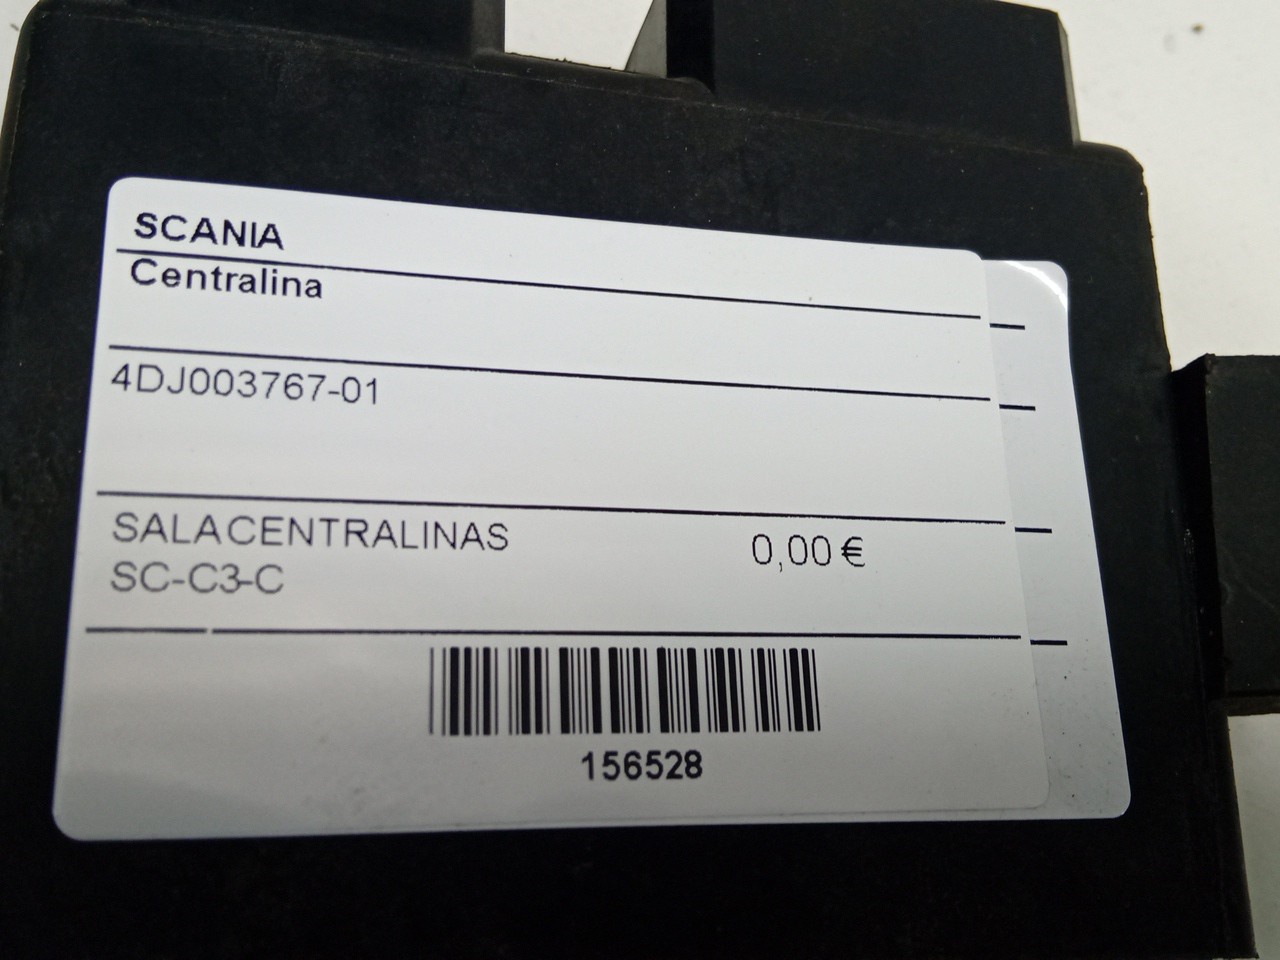 SCANIA
Centralina
4DJ003767-01
SALACENTRALINAS
0,00 €
SC-C3-C
156528